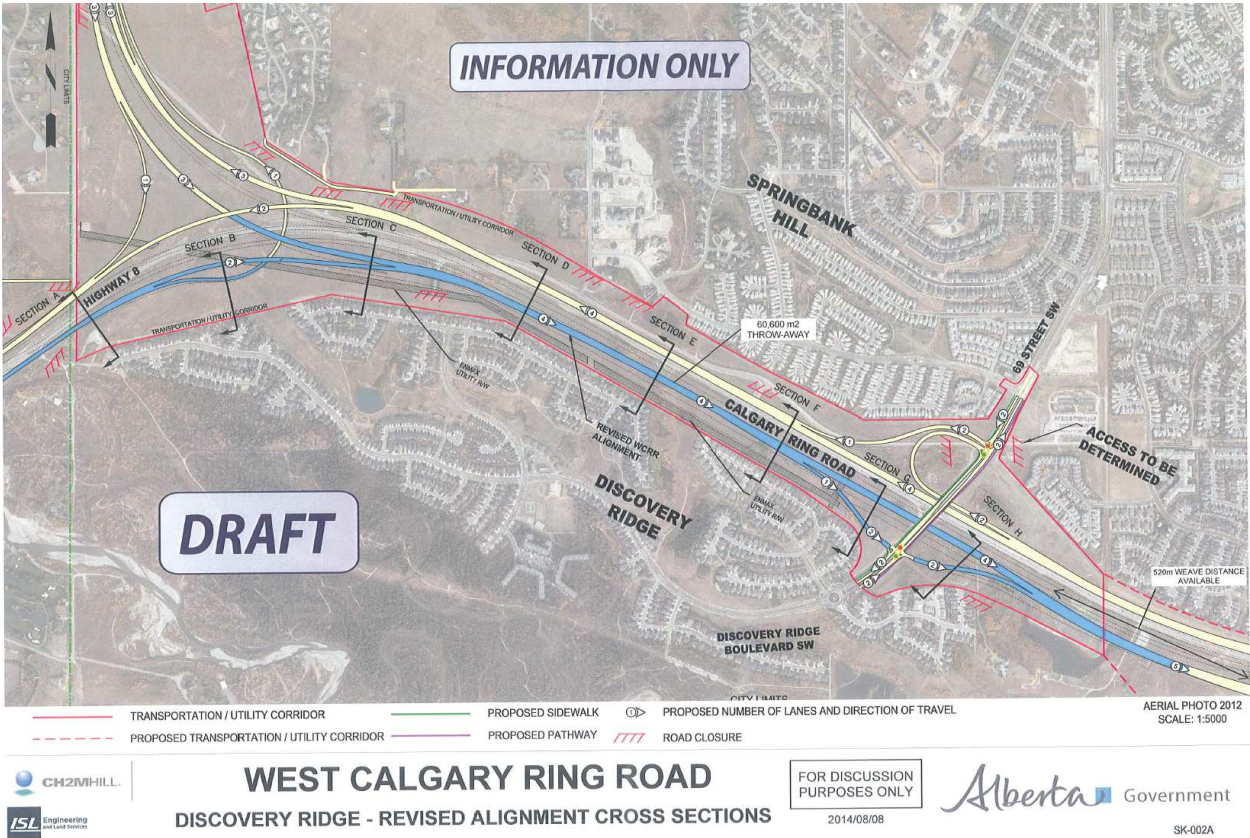 INFORMATION ONLY
CITY LIMITS
SPRINGBANK
HILL
TRANSPORTATION / UTILITY CORRIDOR
SECTION C
SECTION B
SECTION D
SECTION A
HIGHWAY 8
TRANSPORTATION / UTILITY CORRIDOR
SECTION E
60,600 m2
THROW-AWAY
69 STREET SW
ENMAX
UTILITY R/W
SECTION F
CALGARY RING ROAD
REVISED WCRR
ALIGNMENT
SECTION G
ACCESS TO BE
DETERMINED
DISCOVERY
RIDGE
ENMAX
UTILITY R/W
SECTION H
DRAFT
520m WEAVE DISTANCE
AVAILABLE
DISCOVERY RIDGE
BOULEVARD SW
CITY LIMITS
TRANSPORTATION / UTILITY CORRIDOR
PROPOSED SIDEWALK
PROPOSED NUMBER OF LANES AND DIRECTION OF TRAVEL
PROPOSED TRANSPORTATION / UTILITY CORRIDOR
PROPOSED PATHWAY
ROAD CLOSURE
AERIAL PHOTO 2012
SCALE: 1:5000
CH2MHILL.
ISL Engineering
and Land Services
WEST CALGARY RING ROAD
DISCOVERY RIDGE - REVISED ALIGNMENT CROSS SECTIONS
FOR DISCUSSION
PURPOSES ONLY
2014/08/08
Alberta Government
SK-002A